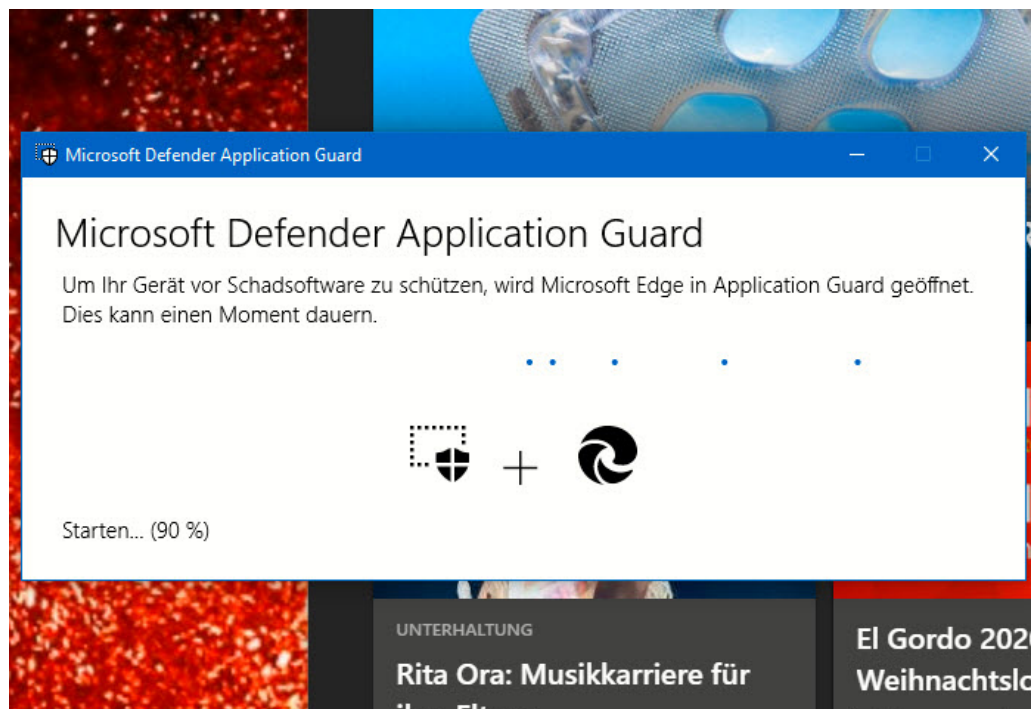 Microsoft Defender Application Guard
Microsoft Defender Application Guard
Um Ihr Gerät vor Schadsoftware zu schützen, wird Microsoft Edge in Application Guard geöffnet.
Dies kann einen Moment dauern.
Starten... (90 %)
UNTERHALTUNG
Rita Ora: Musikkarriere für
El Gordo 202
Weihnachtslo